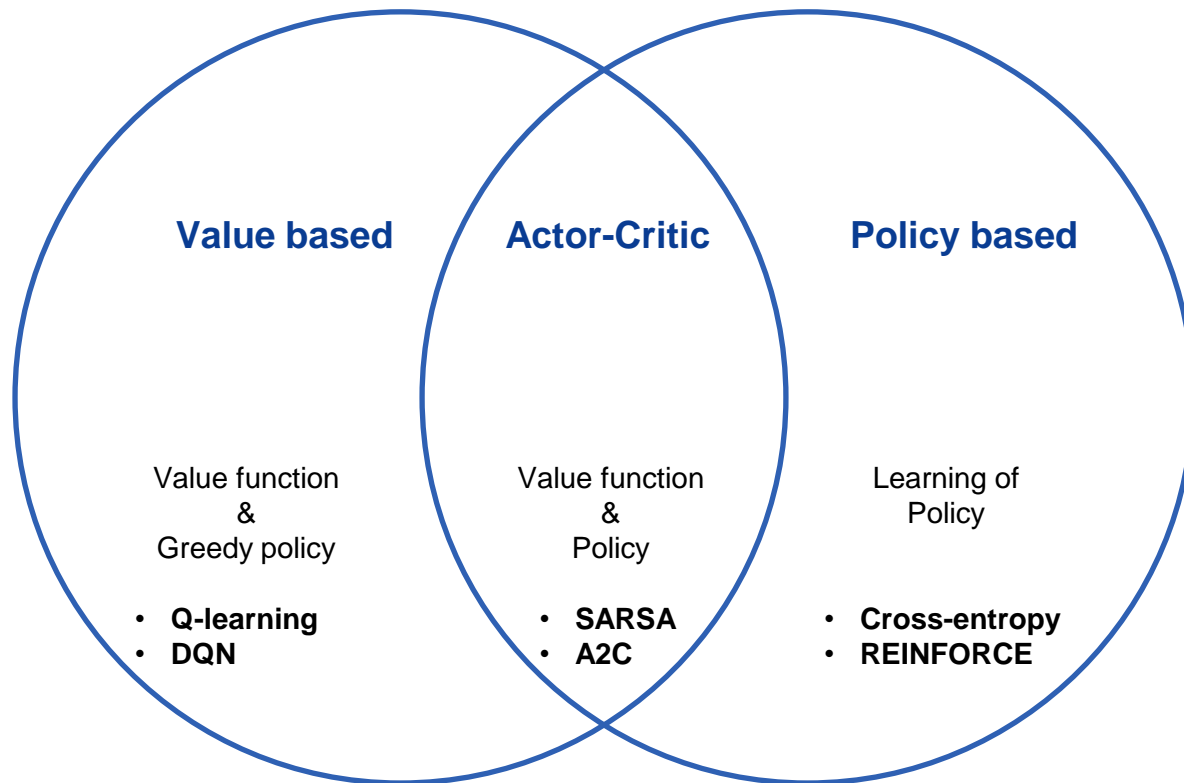 Value based
Actor-Critic
Policy based
Value function
&
Greedy policy
• Q-learning
• DQN
Value function
&
Policy
• SARSA
• A2C
Learning of
Policy
• Cross-entropy
• REINFORCE